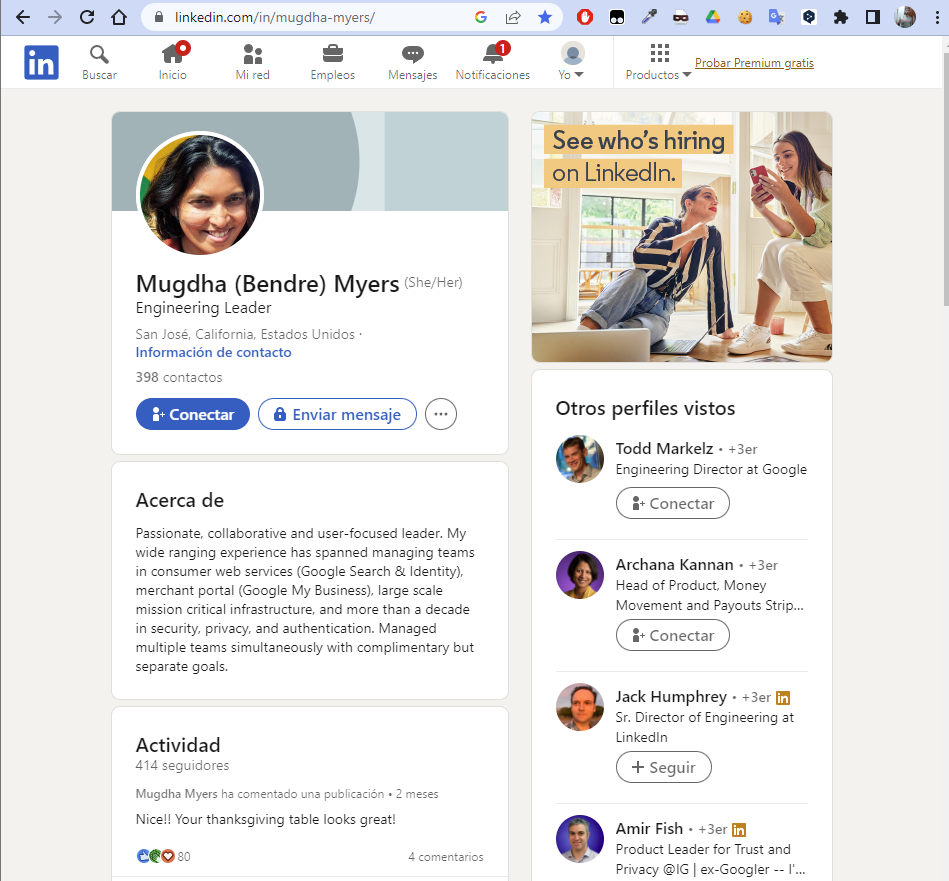 linkedin.com/in/mugdha-myers/
in
Buscar
Inicio
Mi red
Empleos
Mensajes
1
Notificaciones
Yo
Productos
Probar Premium gratis
Mugdha (Bendre) Myers (She/Her)
Engineering Leader
San José, California, Estados Unidos ·
Información de contacto
398 contactos
Conectar
Enviar mensaje
Acerca de
Passionate, collaborative and user-focused leader. My
wide ranging experience has spanned managing teams
in consumer web services (Google Search & Identity),
merchant portal (Google My Business), large scale
mission critical infrastructure, and more than a decade
in security, privacy, and authentication. Managed
multiple teams simultaneously with complimentary but
separate goals.
Actividad
414 seguidores
Mugdha Myers ha comentado una publicación • 2 meses
Nice!! Your thanksgiving table looks great!
80
4 comentarios
See who's hiring
on LinkedIn.
Otros perfiles vistos
Todd Markelz • +3er
Engineering Director at Google
Conectar
Archana Kannan • +3er
Head of Product, Money
Movement and Payouts Strip...
Conectar
Jack Humphrey • +3er in
Sr. Director of Engineering at
LinkedIn
Seguir
Amir Fish • +3er in
Product Leader for Trust and
Privacy @IG | ex-Googler -- I'...